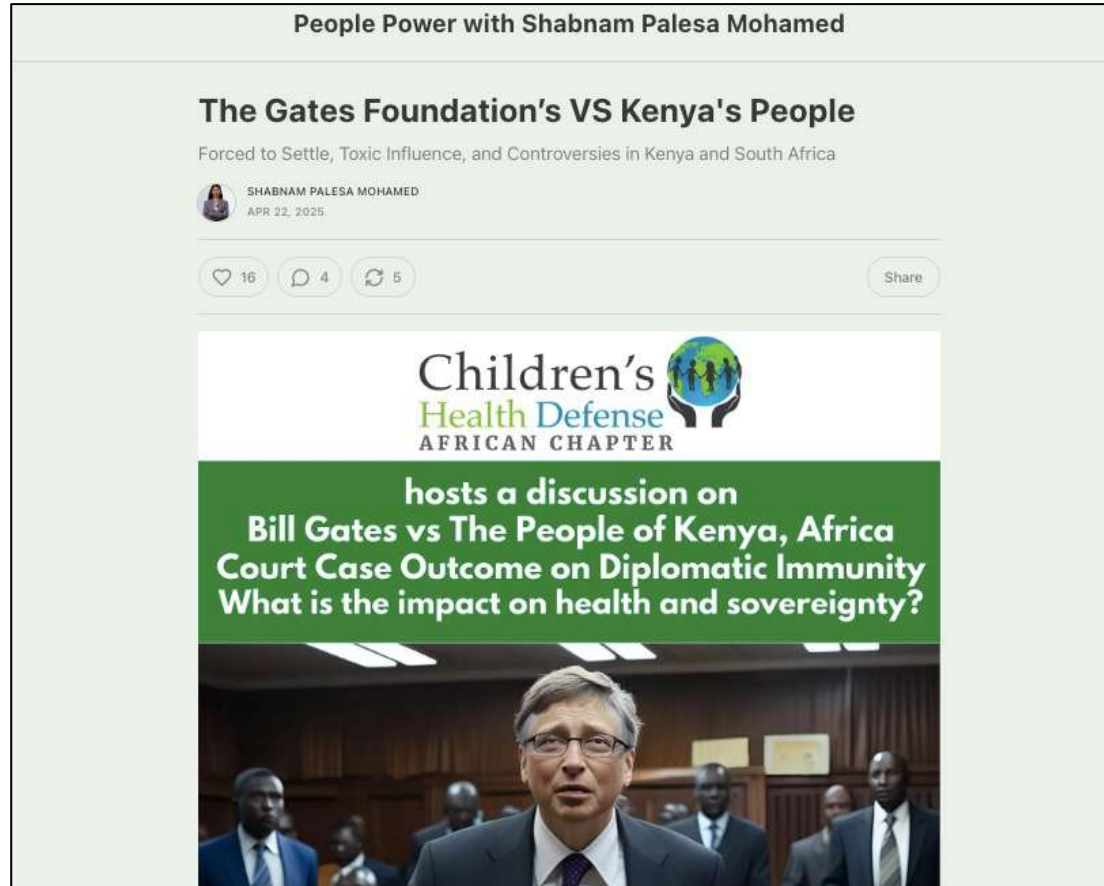 People Power with Shabnam Palesa Mohamed
The Gates Foundation’s VS Kenya's People
Forced to Settle, Toxic Influence, and Controversies in Kenya and South Africa
SHABNAM PALESA MOHAMED
APR 22, 2025
16
4
5
Share
Children’s
Health Defense
AFRICAN CHAPTER
hosts a discussion on
Bill Gates vs The People of Kenya, Africa
Court Case Outcome on Diplomatic Immunity
What is the impact on health and sovereignty?